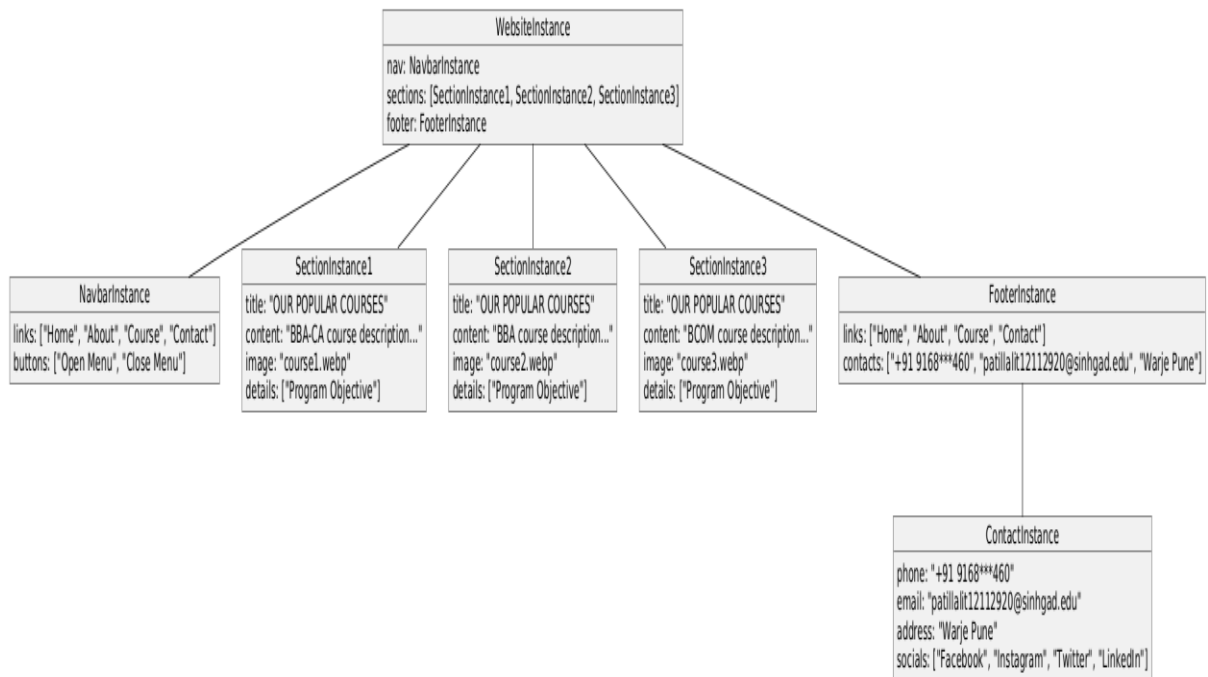 WebsiteInstance
nav: NavbarInstance
sections: [SectionInstance1, SectionInstance2, SectionInstance3]
footer: FooterInstance
NavbarInstance
links: ["Home", "About", "Course", "Contact"]
buttons: ["Open Menu", "Close Menu"]
SectionInstance1
title: "OUR POPULAR COURSES"
content: "BBA-CA course description..."
image: "course1.webp"
details: ["Program Objective"]
SectionInstance2
title: "OUR POPULAR COURSES"
content: "BBA course description..."
image: "course2.webp"
details: ["Program Objective"]
SectionInstance3
title: "OUR POPULAR COURSES"
content: "BCOM course description..."
image: "course3.webp"
details: ["Program Objective"]
FooterInstance
links: ["Home", "About", "Course", "Contact"]
contacts: ["+91 9168***460", "patillalit12112920@sinhgad.edu", "Warje Pune"]
ContactInstance
phone: "+91 9168***460"
email: "patillalit12112920@sinhgad.edu"
address: "Warje Pune"
socials: ["Facebook", "Instagram", "Twitter", "LinkedIn"]